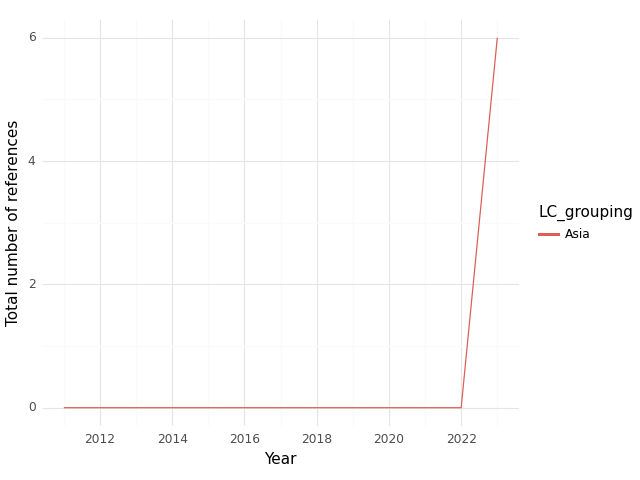 6
4
2
0
2012 2014 2016 2018 2020 2022
Year
Total number of references
LC_grouping
Asia